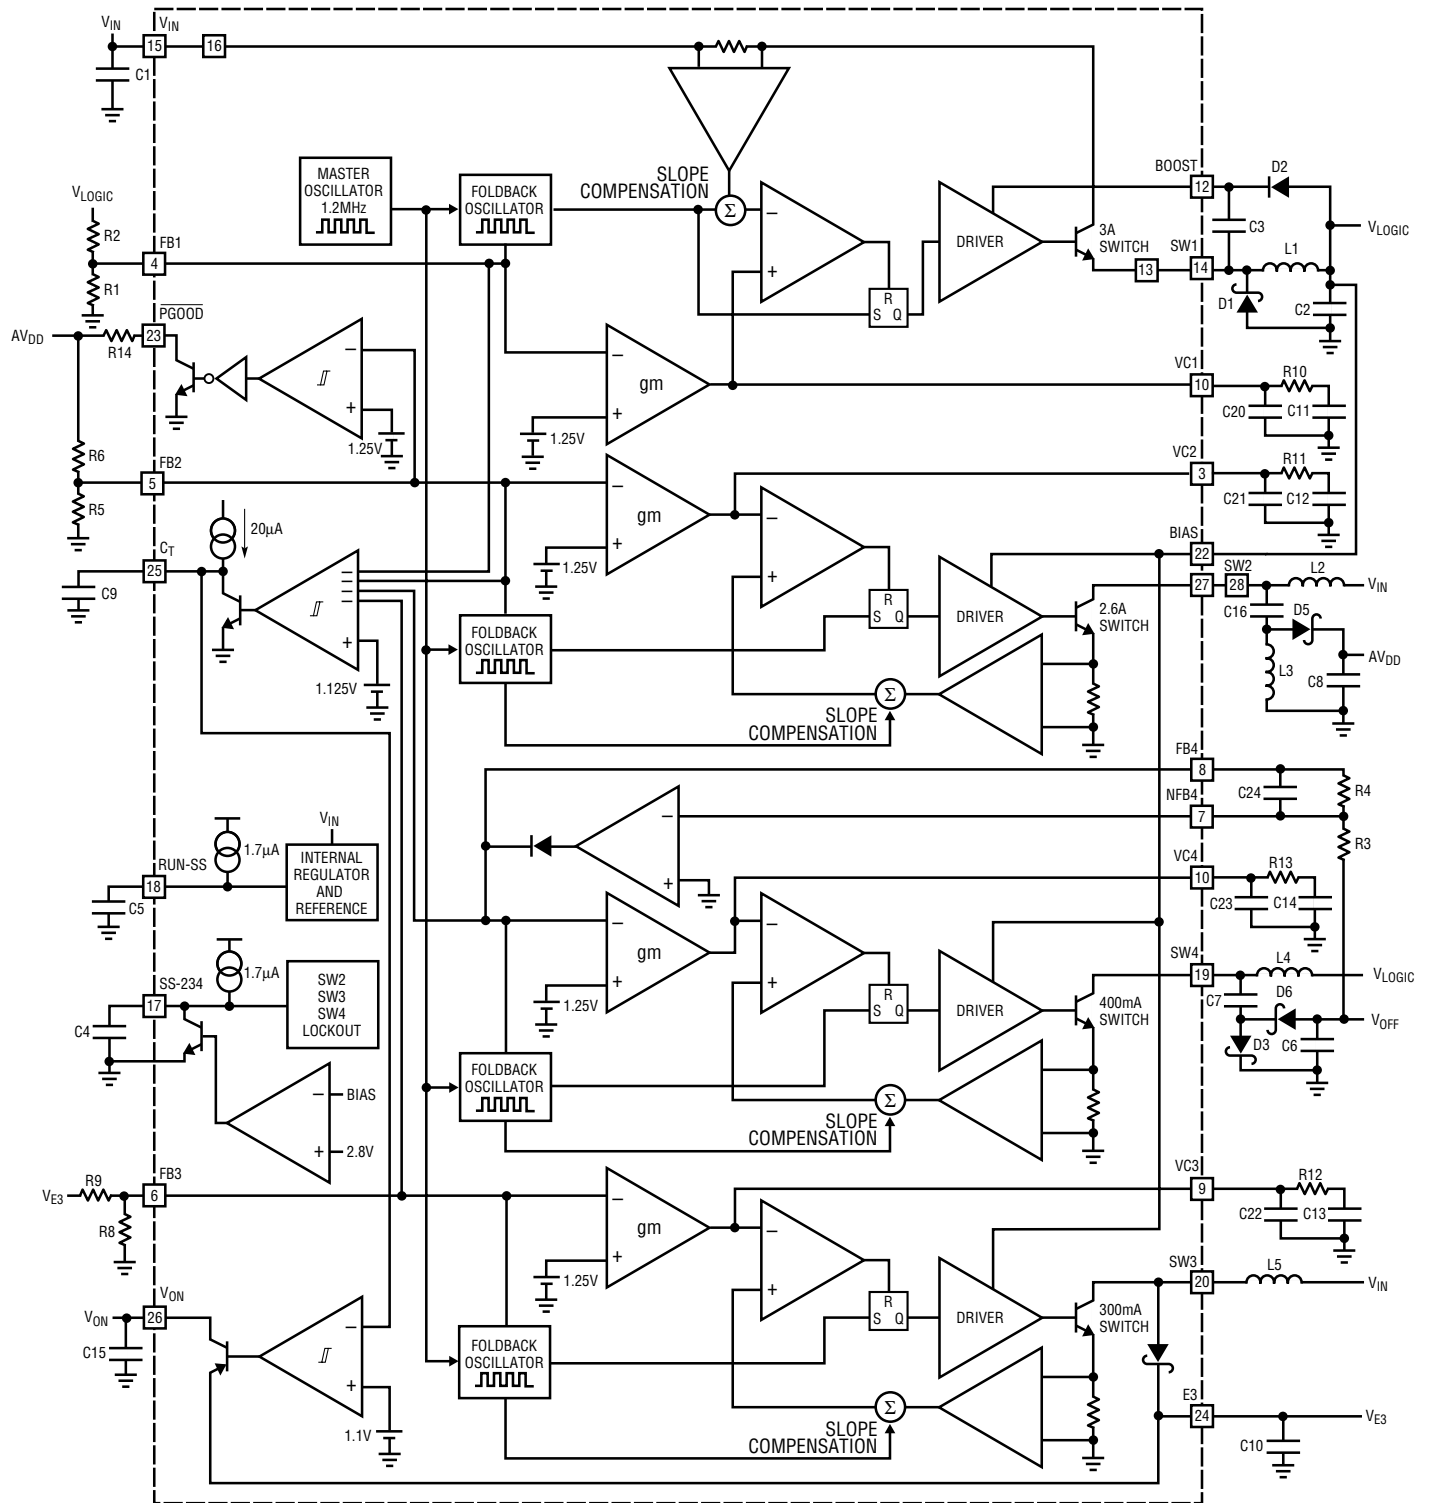 VIN
VIN
15
16
C1
MASTER
OSCILLATOR
1.2MHz
FOLDBACK
OSCILLATOR
SLOPE
COMPENSATION
Σ
−
+
R
S Q
DRIVER
3A
SWITCH
BOOST
12
D2
C3
VLOGIC
SW1
13
14
L1
D1
C2
VLOGIC
R2
FB1
4
R1
PGOOD
AVDD
R14
23
−
+
1.25V
−
gm
+
1.25V
VC1
10
R10
C20
C11
R6
FB2
5
R5
−
gm
+
1.25V
VC2
3
R11
C21
C12
CT
25
C9
20µA
−
−
−
−
+
1.125V
FOLDBACK
OSCILLATOR
−
+
R
S Q
DRIVER
2.6A
SWITCH
Σ
SLOPE
COMPENSATION
BIAS
22
SW2
27
28
L2
VIN
C16
D5
L3
AVDD
C8
FB4
8
C24
R4
NFB4
7
R3
−
+
RUN-SS
18
C5
1.7µA
VIN
INTERNAL
REGULATOR
AND
REFERENCE
−
gm
+
1.25V
−
+
R
S Q
DRIVER
400mA
SWITCH
VC4
10
R13
C23
C14
SW4
19
L4
VLOGIC
C7
D6
D3
C6
VOFF
SS-234
17
C4
1.7µA
SW2
SW3
SW4
LOCKOUT
−
BIAS
+
2.8V
FOLDBACK
OSCILLATOR
Σ
SLOPE
COMPENSATION
VE3
R9
FB3
6
R8
−
gm
+
1.25V
−
+
R
S Q
DRIVER
300mA
SWITCH
VC3
9
R12
C22
C13
SW3
20
L5
VIN
VON
VON
26
C15
−
+
1.1V
FOLDBACK
OSCILLATOR
Σ
SLOPE
COMPENSATION
E3
24
VE3
C10